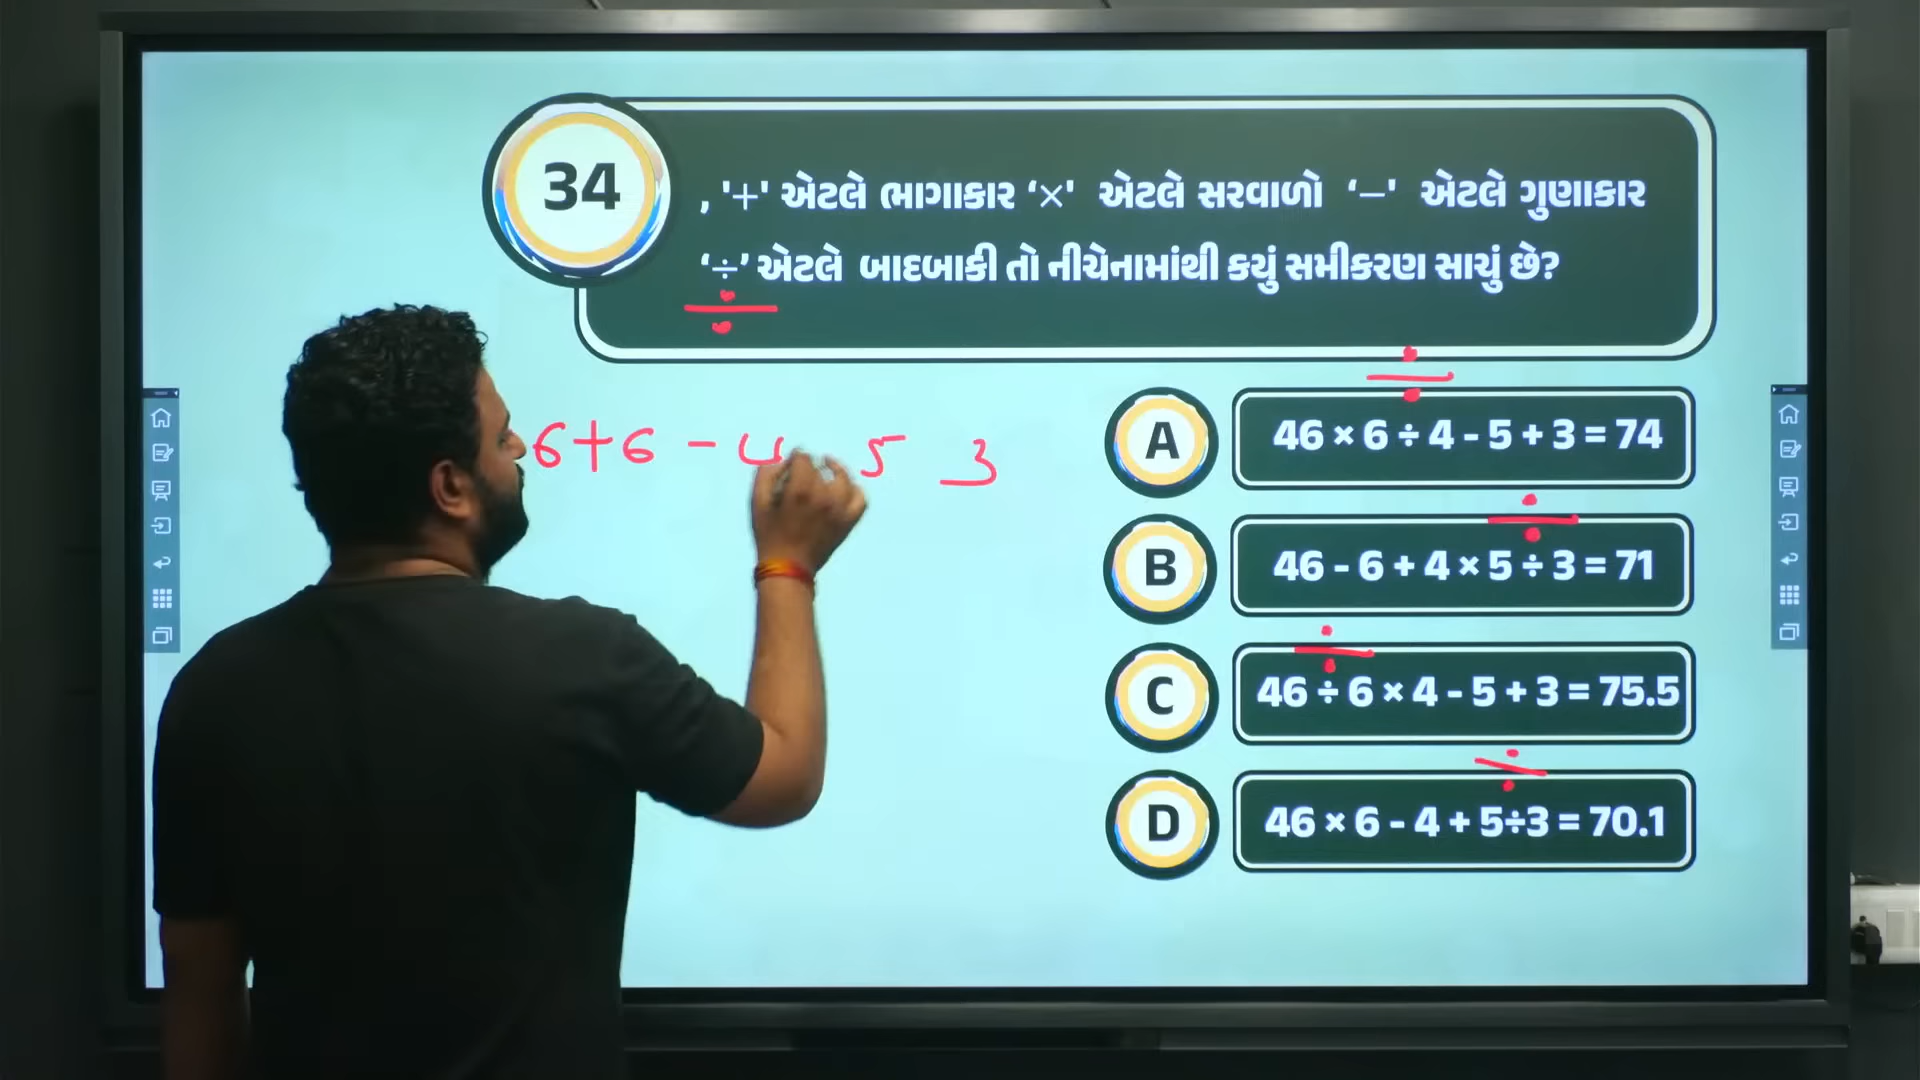 34
, '+' એટલે ભાગાકાર ‘×' એટલે સરવાળો ‘−' એટલે ગુણાકાર
‘÷’ એટલે બાદબાકી તો નીચેનામાંથી કયું સમીકરણ સાચું છે?
÷
÷
6+6 - 4 5 3
A 46 × 6 ÷ 4 - 5 + 3 = 74
÷
B 46 - 6 + 4 × 5 ÷ 3 = 71
÷
C 46 ÷ 6 × 4 - 5 + 3 = 75.5
÷
D 46 × 6 - 4 + 5÷3 = 70.1